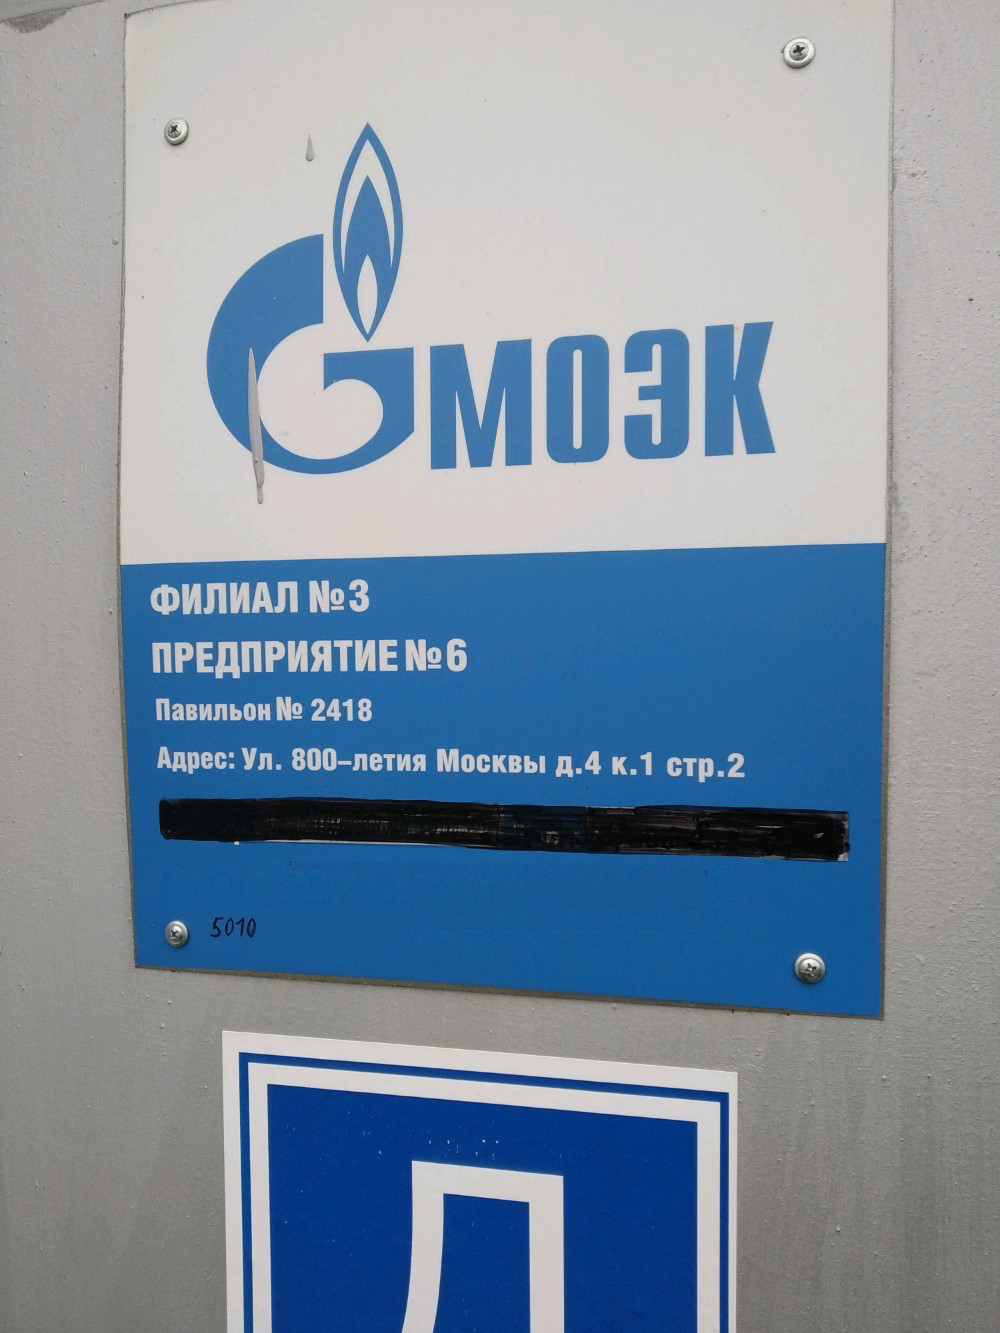 МОЭК
ФИЛИАЛ №3
ПРЕДПРИЯТИЕ №6
Павильон № 2418
Адрес: Ул. 800-летия Москвы д.4 к.1 стр.2
5010
Д